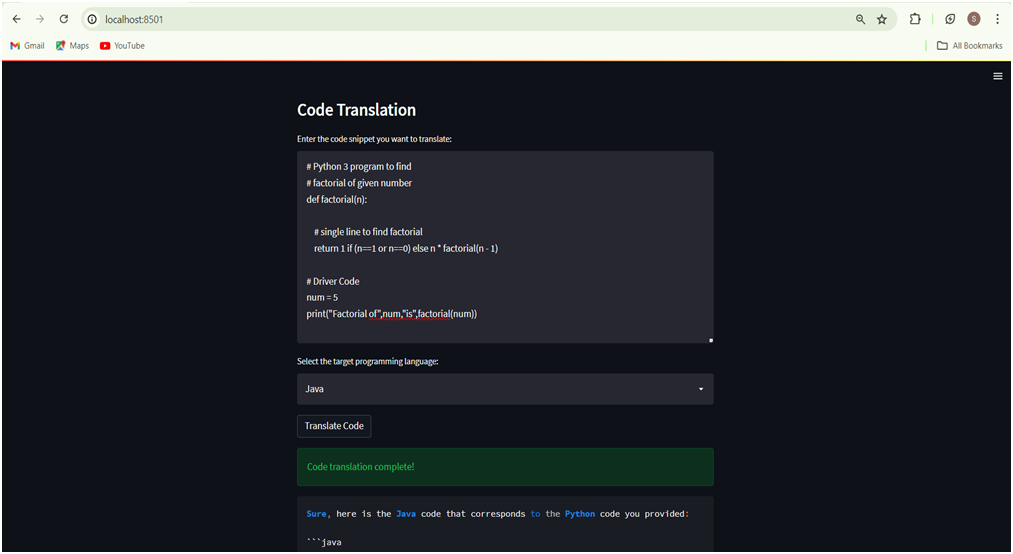 localhost:8501
S
Gmail Maps YouTube All Bookmarks
Code Translation
Enter the code snippet you want to translate:
# Python 3 program to find
# factorial of given number
def factorial(n):
# single line to find factorial
return 1 if (n==1 or n==0) else n * factorial(n - 1)
# Driver Code
num = 5
print("Factorial of",num,"is",factorial(num))
Select the target programming language:
Java
Translate Code
Code translation complete!
Sure, here is the Java code that corresponds to the Python code you provided:
```java